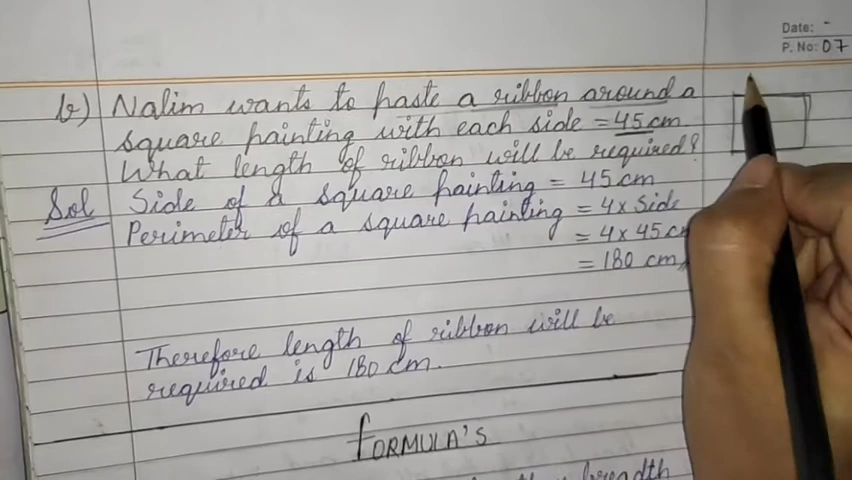 Date: -
P. No: 07
b) Nalim wants to paste a ribbon around a
square painting with each side = 45 cm
What length of ribbon will be required?
Sol Side of a square painting = 45 cm
Perimeter of a square painting = 4 x Side
= 4 x 45 cm
= 180 cm
Therefore length of ribbon will be
required is 180 cm.
FORMULA'S
breadth